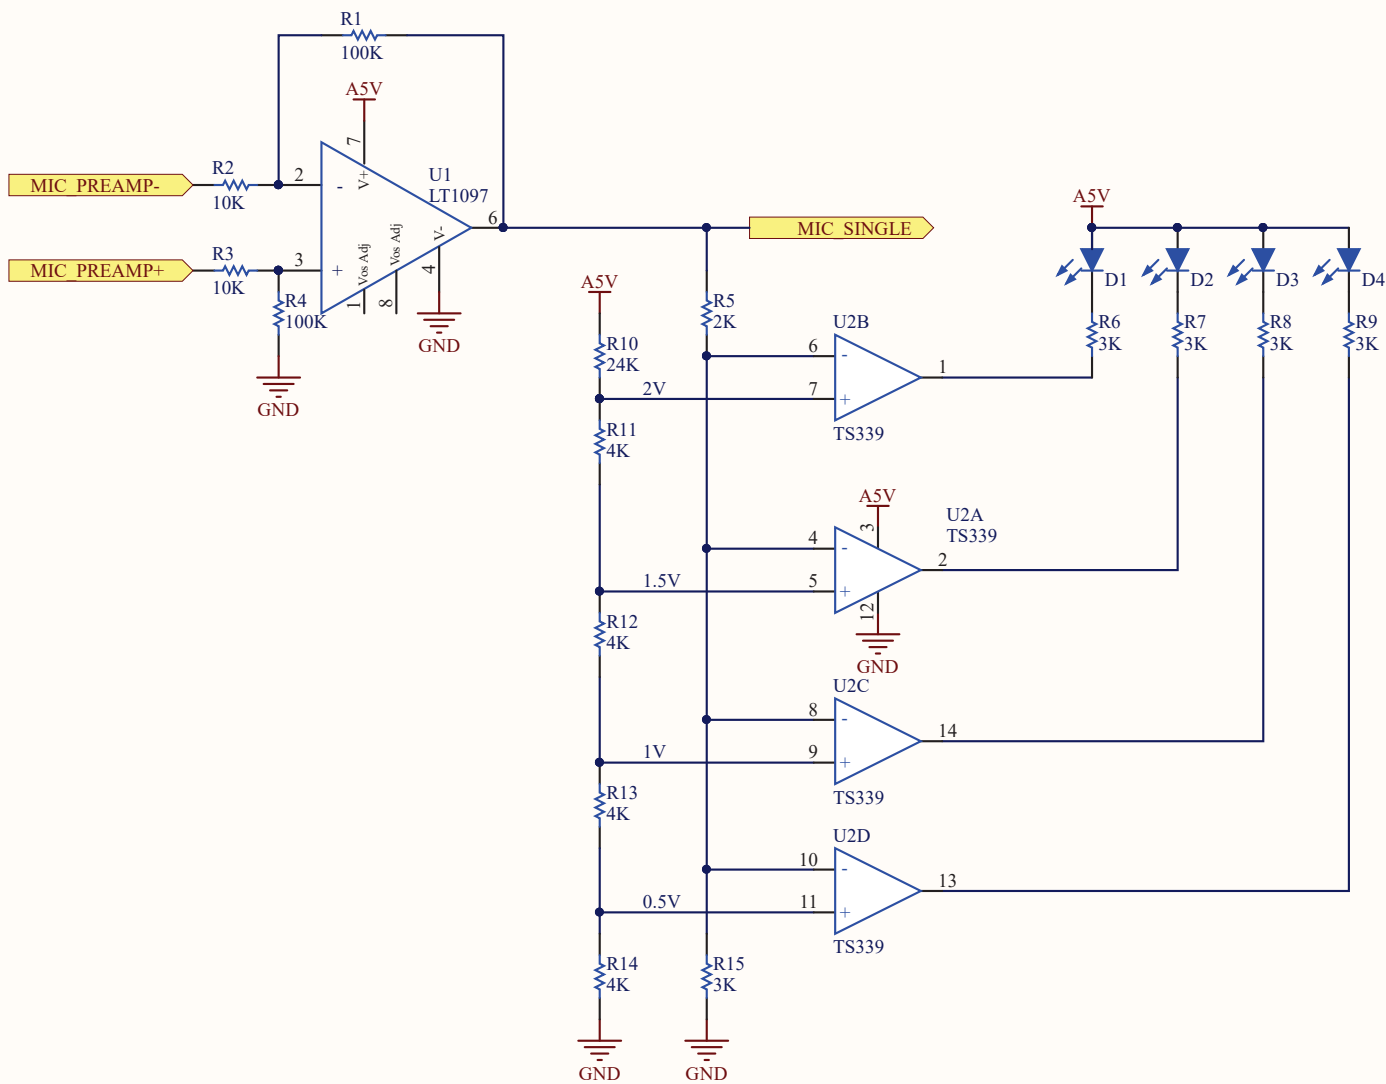 R1
100K
A5V
7
V+
MIC_PREAMP-
R2
10K
2
-
U1
LT1097
6
V-
4
MIC_PREAMP+
R3
10K
3
+
Vos Adj
Vos Adj
1
8
R4
100K
GND
GND
MIC_SINGLE
A5V
D1
D2
D3
D4
R6
3K
R7
3K
R8
3K
R9
3K
A5V
R10
24K
R5
2K
U2B
6
-
7
+
1
TS339
2V
R11
4K
A5V
3
U2A
TS339
4
-
5
+
2
12
GND
1.5V
R12
4K
U2C
8
-
9
+
14
TS339
1V
R13
4K
U2D
10
-
11
+
13
TS339
0.5V
R14
4K
R15
3K
GND
GND